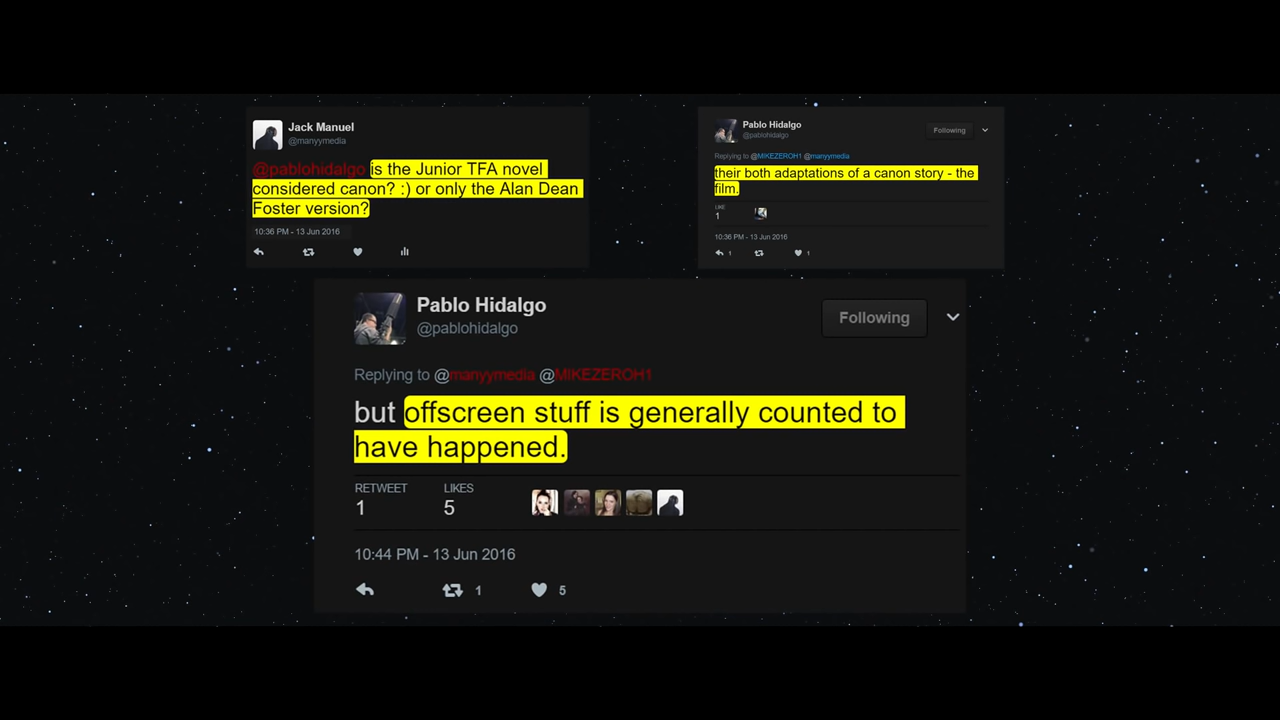 Jack Manuel
@manyymedia
@pablohidalgo is the Junior TFA novel
considered canon? :) or only the Alan Dean
Foster version?
10:36 PM - 13 Jun 2016
Pablo Hidalgo
@pablohidalgo
Following
Replying to @MIKEZEROH1 @manyymedia
their both adaptations of a canon story - the
film.
LIKE
1
10:36 PM - 13 Jun 2016
1 1
Pablo Hidalgo
@pablohidalgo
Following
Replying to @manyymedia @MIKEZEROH1
but offscreen stuff is generally counted to
have happened.
RETWEET LIKES
1 5
10:44 PM - 13 Jun 2016
1 5